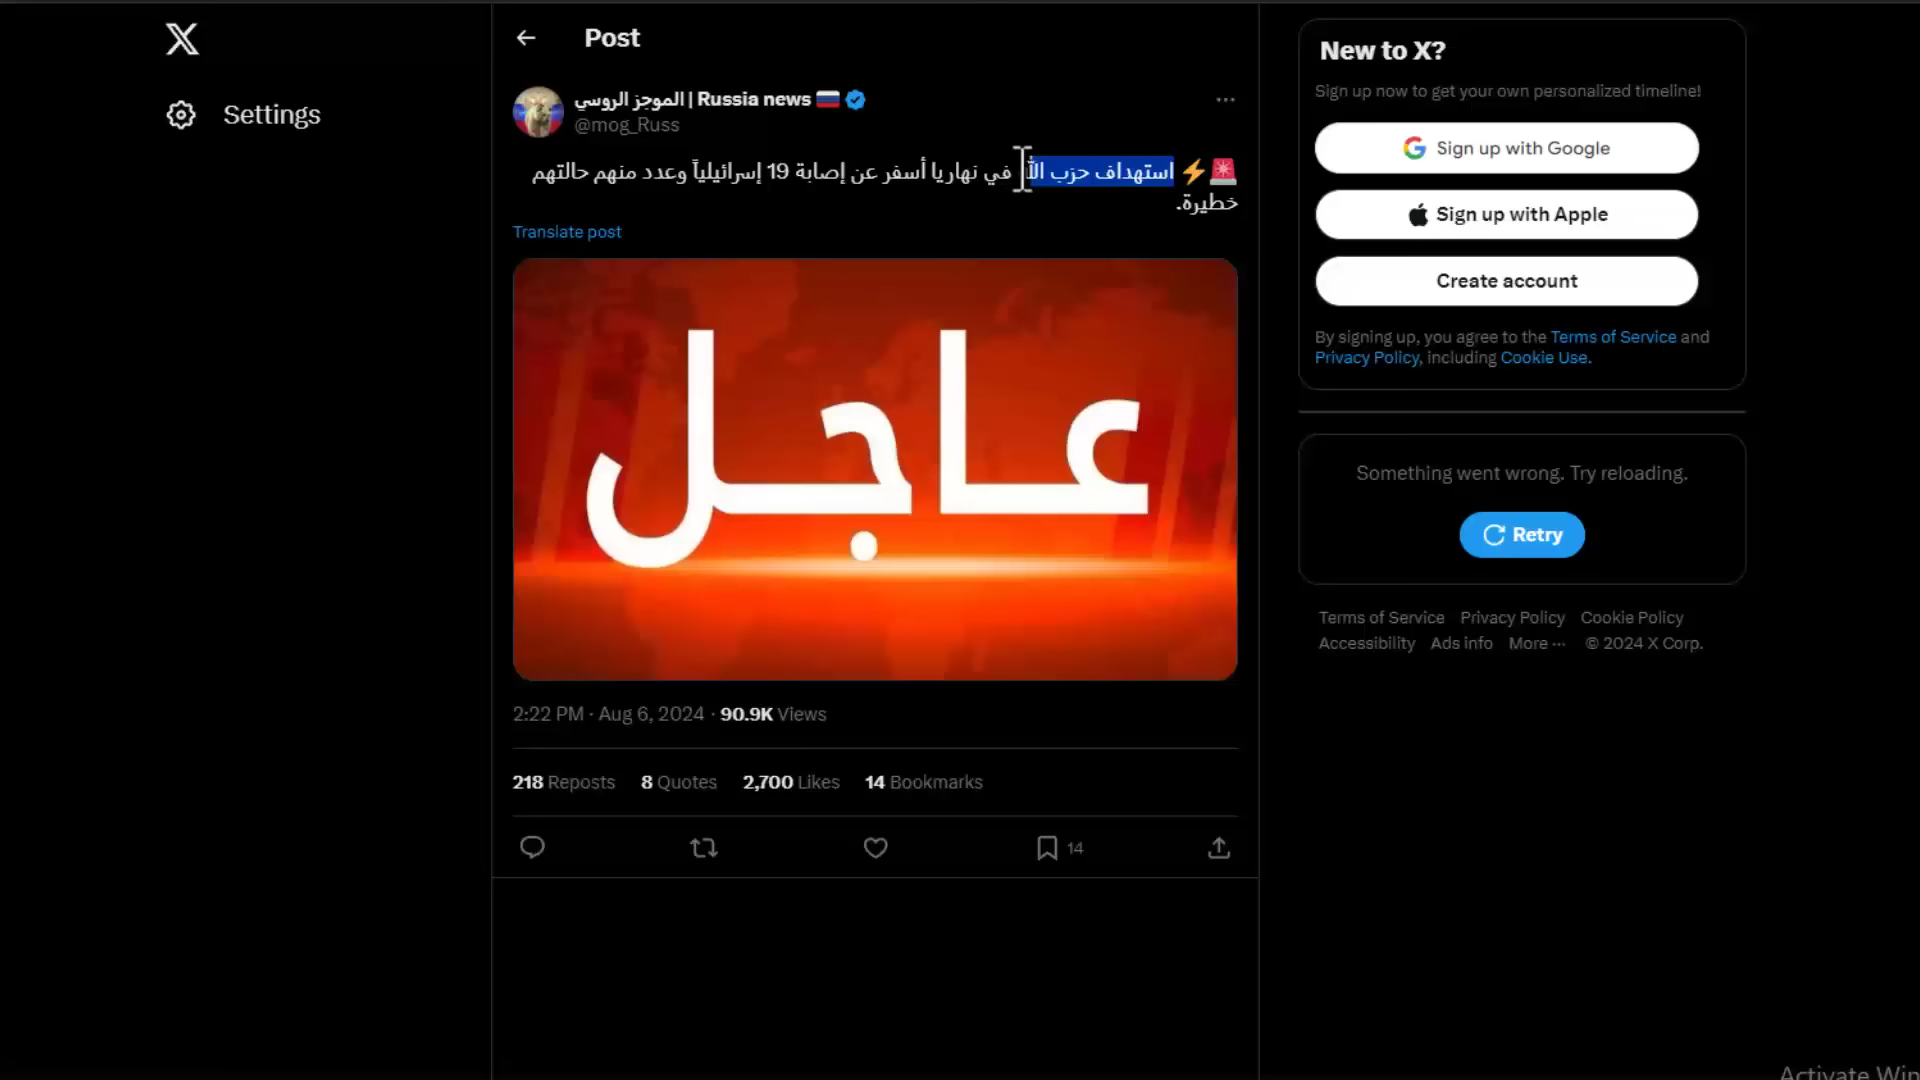 Settings
Post
الموجز الروسي | Russia news 🇷🇺
@mog_Russ
🚨⚡ استهداف حزب الله في نهاريا أسفر عن إصابة 19 إسرائيلياً وعدد منهم حالتهم
خطيرة.
Translate post
عاجل
2:22 PM · Aug 6, 2024 · 90.9K Views
218 Reposts 8 Quotes 2,700 Likes 14 Bookmarks
14
New to X?
Sign up now to get your own personalized timeline!
Sign up with Google
Sign up with Apple
Create account
By signing up, you agree to the Terms of Service and
Privacy Policy, including Cookie Use.
Something went wrong. Try reloading.
Retry
Terms of Service Privacy Policy Cookie Policy
Accessibility Ads info More ··· © 2024 X Corp.
Activate Win